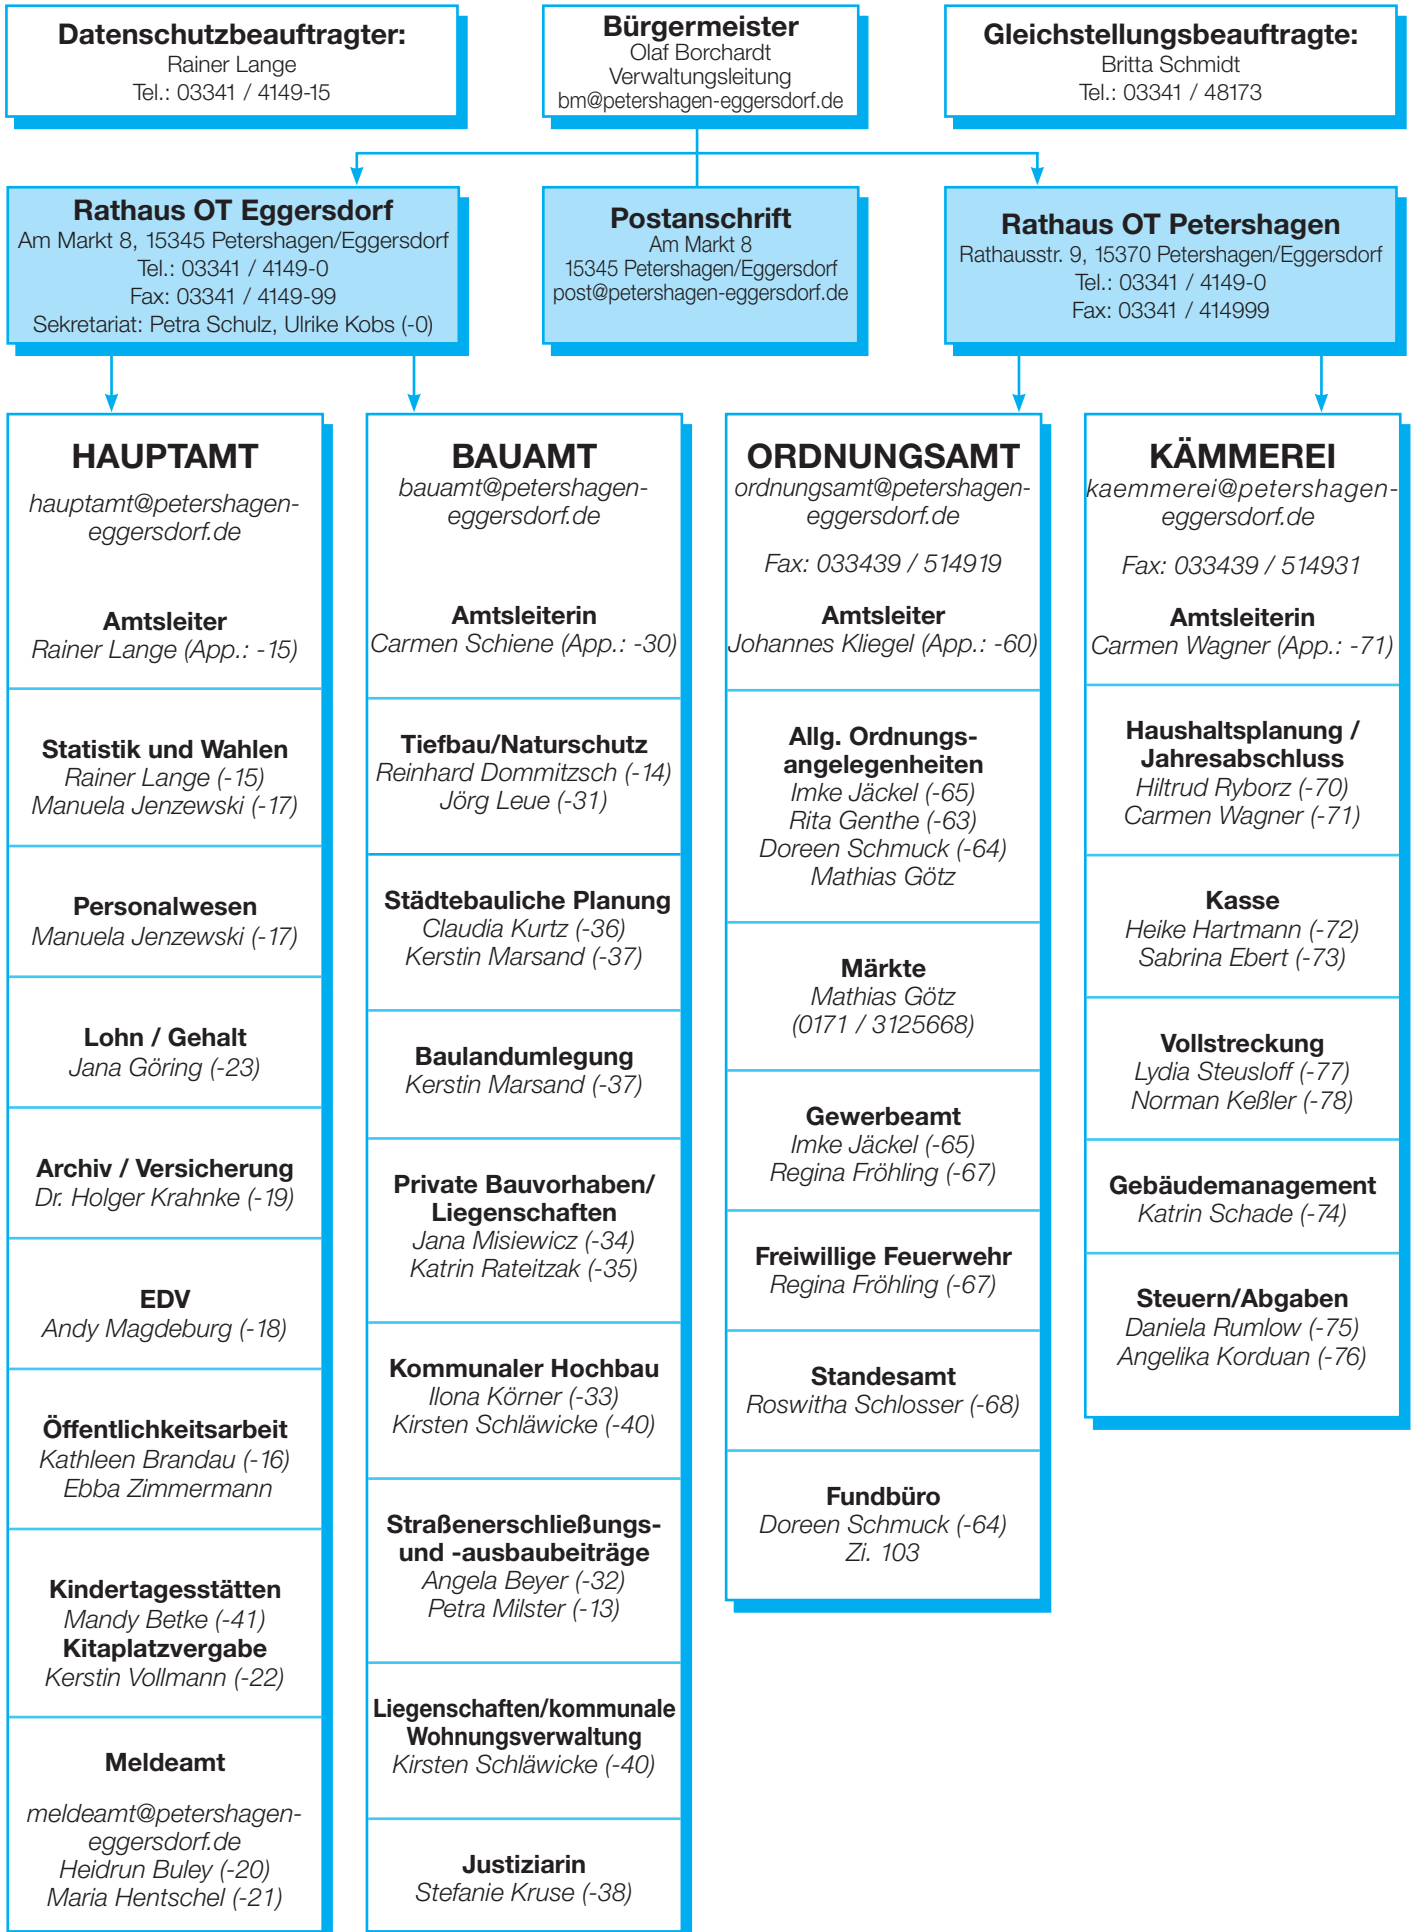 Datenschutzbeauftragter:
Rainer Lange
Tel.: 03341 / 4149-15
Bürgermeister
Olaf Borchardt
Verwaltungsleitung
bm@petershagen-eggersdorf.de
Gleichstellungsbeauftragte:
Britta Schmidt
Tel.: 03341 / 48173
Rathaus OT Eggersdorf
Am Markt 8, 15345 Petershagen/Eggersdorf
Tel.: 03341 / 4149-0
Fax: 03341 / 4149-99
Sekretariat: Petra Schulz, Ulrike Kobs (-0)
Postanschrift
Am Markt 8
15345 Petershagen/Eggersdorf
post@petershagen-eggersdorf.de
Rathaus OT Petershagen
Rathausstr. 9, 15370 Petershagen/Eggersdorf
Tel.: 03341 / 4149-0
Fax: 03341 / 414999
HAUPTAMT
hauptamt@petershagen-
eggersdorf.de
Amtsleiter
Rainer Lange (App.: -15)
Statistik und Wahlen
Rainer Lange (-15)
Manuela Jenzewski (-17)
Personalwesen
Manuela Jenzewski (-17)
Lohn / Gehalt
Jana Göring (-23)
Archiv / Versicherung
Dr. Holger Krahnke (-19)
EDV
Andy Magdeburg (-18)
Öffentlichkeitsarbeit
Kathleen Brandau (-16)
Ebba Zimmermann
Kindertagesstätten
Mandy Betke (-41)
Kitaplatzvergabe
Kerstin Vollmann (-22)
Meldeamt
meldeamt@petershagen-
eggersdorf.de
Heidrun Buley (-20)
Maria Hentschel (-21)
BAUAMT
bauamt@petershagen-
eggersdorf.de
Amtsleiterin
Carmen Schiene (App.: -30)
Tiefbau/Naturschutz
Reinhard Dommitzsch (-14)
Jörg Leue (-31)
Städtebauliche Planung
Claudia Kurtz (-36)
Kerstin Marsand (-37)
Baulandumlegung
Kerstin Marsand (-37)
Private Bauvorhaben/
Liegenschaften
Jana Misiewicz (-34)
Katrin Rateitzak (-35)
Kommunaler Hochbau
Ilona Körner (-33)
Kirsten Schläwicke (-40)
Straßenerschließungs-
und -ausbaubeiträge
Angela Beyer (-32)
Petra Milster (-13)
Liegenschaften/kommunale
Wohnungsverwaltung
Kirsten Schläwicke (-40)
Justiziarin
Stefanie Kruse (-38)
ORDNUNGSAMT
ordnungsamt@petershagen-
eggersdorf.de
Fax: 033439 / 514919
Amtsleiter
Johannes Kliegel (App.: -60)
Allg. Ordnungs-
angelegenheiten
Imke Jäckel (-65)
Rita Genthe (-63)
Doreen Schmuck (-64)
Mathias Götz
Märkte
Mathias Götz
(0171 / 3125668)
Gewerbeamt
Imke Jäckel (-65)
Regina Fröhling (-67)
Freiwillige Feuerwehr
Regina Fröhling (-67)
Standesamt
Roswitha Schlosser (-68)
Fundbüro
Doreen Schmuck (-64)
Zi. 103
KÄMMEREI
kaemmerei@petershagen-
eggersdorf.de
Fax: 033439 / 514931
Amtsleiterin
Carmen Wagner (App.: -71)
Haushaltsplanung /
Jahresabschluss
Hiltrud Ryborz (-70)
Carmen Wagner (-71)
Kasse
Heike Hartmann (-72)
Sabrina Ebert (-73)
Vollstreckung
Lydia Steusloff (-77)
Norman Keßler (-78)
Gebäudemanagement
Katrin Schade (-74)
Steuern/Abgaben
Daniela Rumlow (-75)
Angelika Korduan (-76)